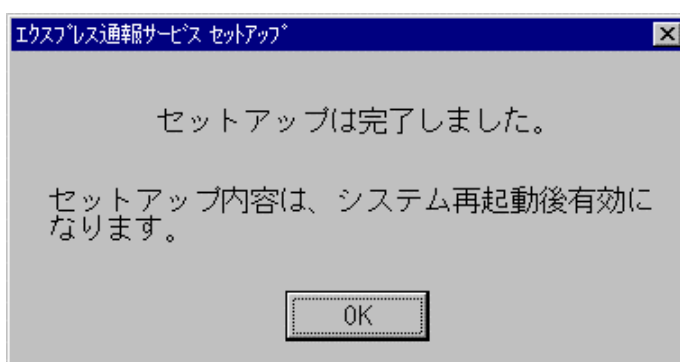 エクスプレス通報サービス セットアップ
セットアップは完了しました。
セットアップ内容は、システム再起動後有効に
なります。
OK